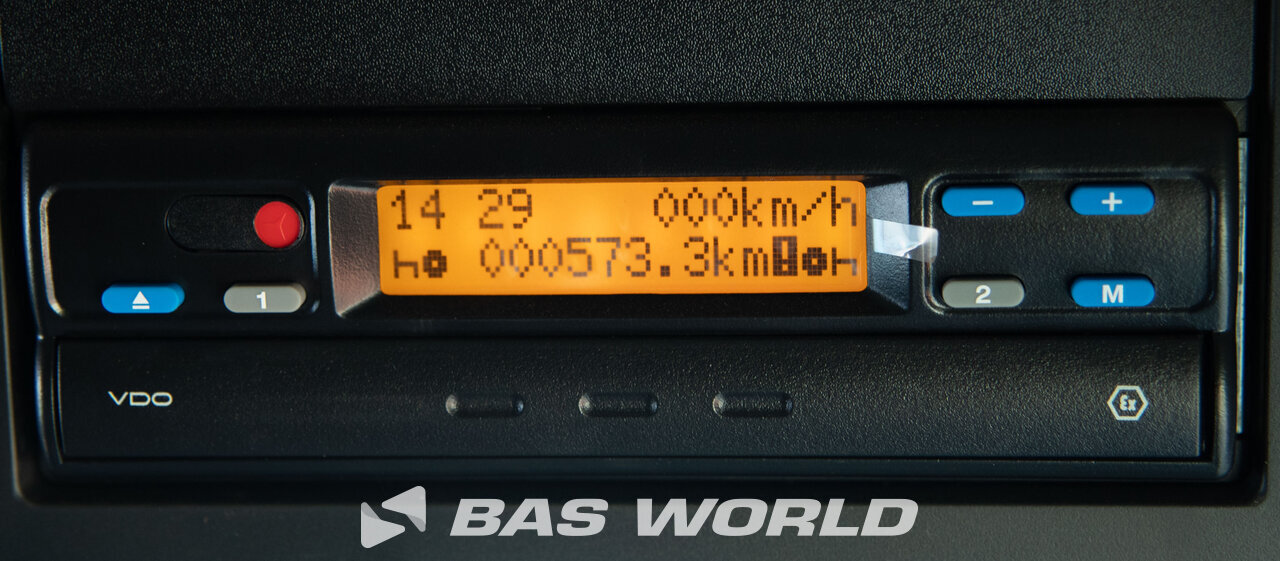 14 29 000km/h
000573.3km
− +
1 2 M
VDO
Ex
BAS WORLD